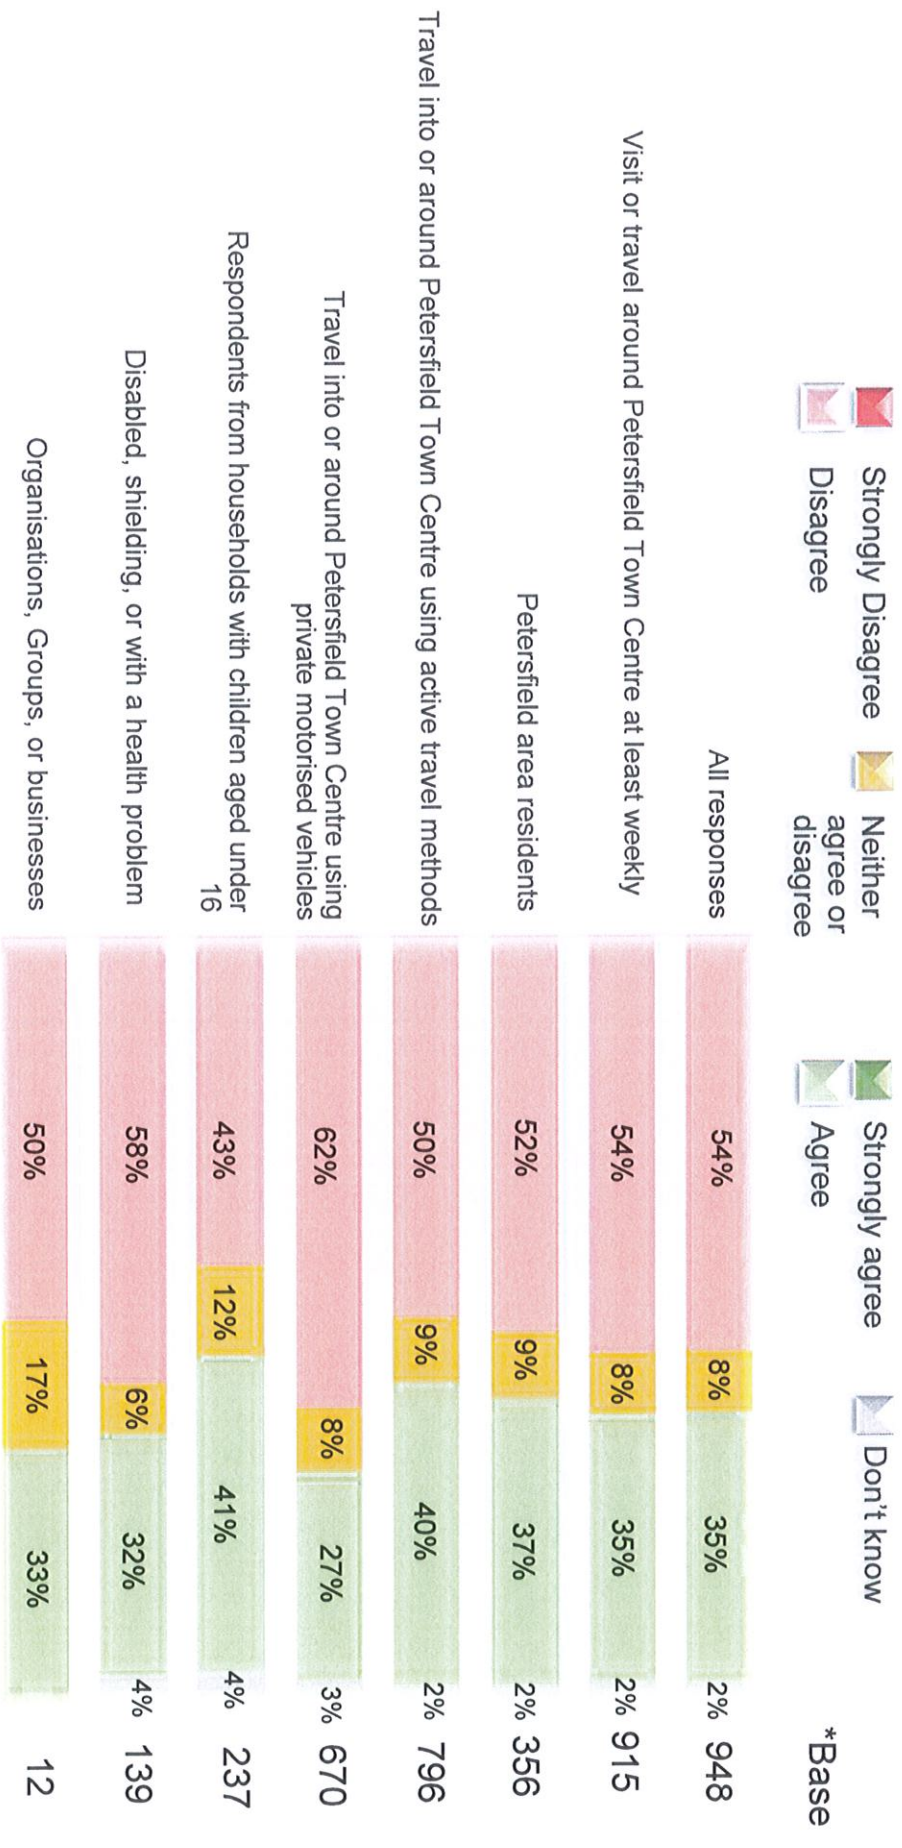 Strongly Disagree
Disagree
Neither
agree or
disagree
Strongly agree
Agree
Don't know
*Base
All responses 54% 8% 35% 2% 948
Visit or travel around Petersfield Town Centre at least weekly 54% 8% 35% 2% 915
Petersfield area residents 52% 9% 37% 2% 356
Travel into or around Petersfield Town Centre using active travel methods 50% 9% 40% 2% 796
Travel into or around Petersfield Town Centre using
private motorised vehicles 62% 8% 27% 3% 670
Respondents from households with children aged under
16 43% 12% 41% 4% 237
Disabled, shielding, or with a health problem 58% 6% 32% 4% 139
Organisations, Groups, or businesses 50% 17% 33% 12